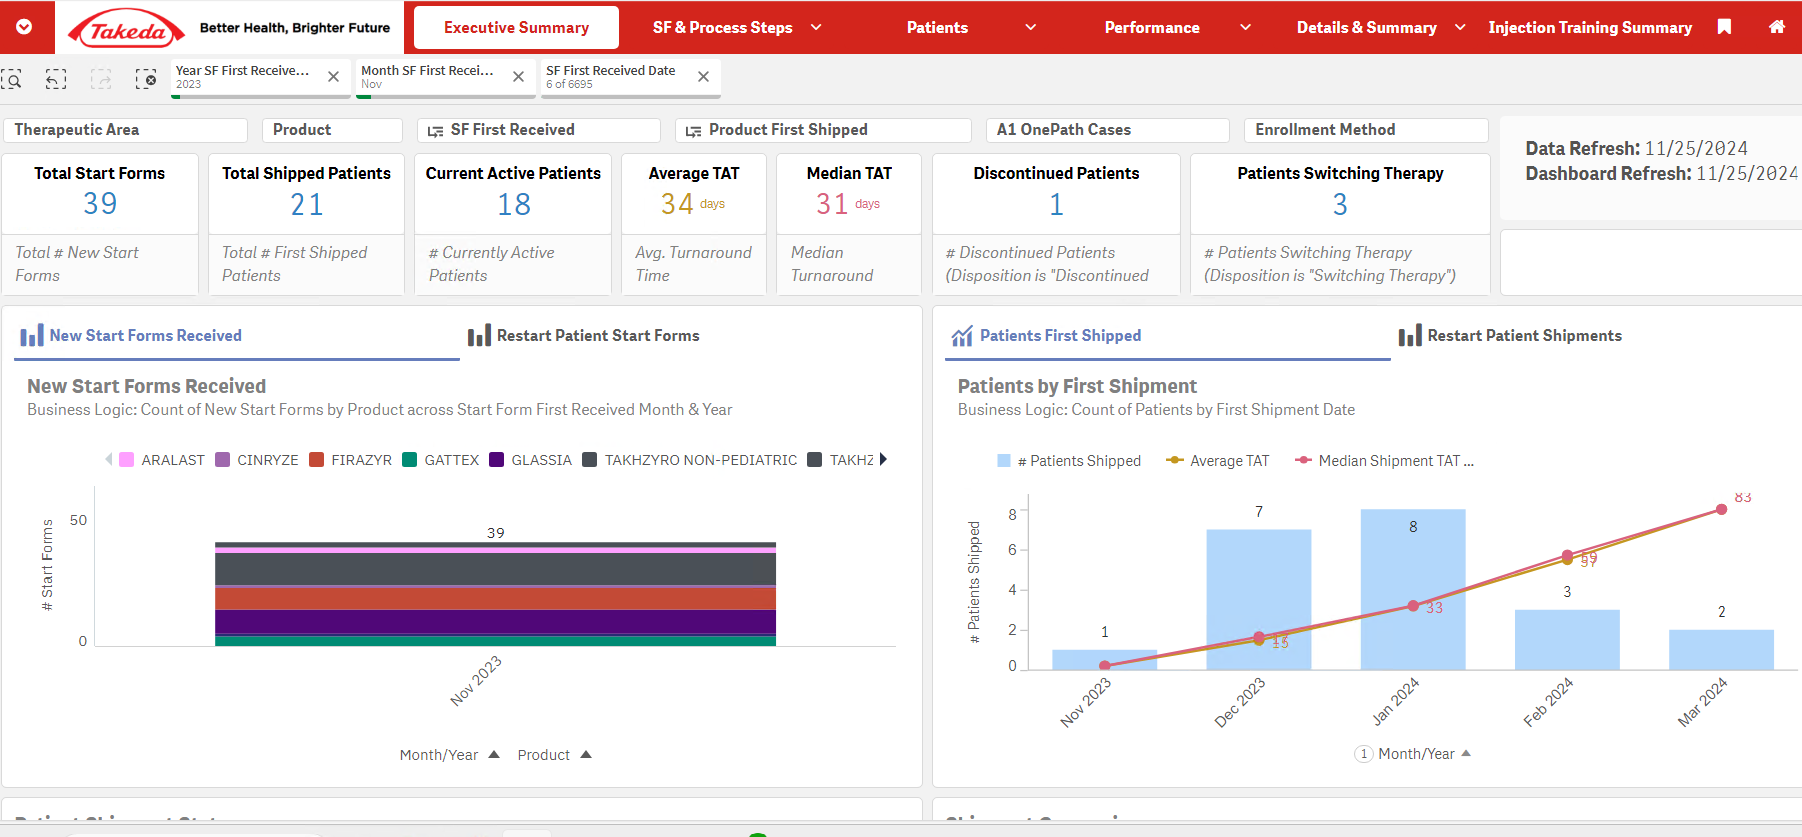 Takeda
Better Health, Brighter Future
Executive Summary
SF & Process Steps
Patients
Performance
Details & Summary
Injection Training Summary
Year SF First Receive...
2023
Month SF First Recei...
Nov
SF First Received Date
6 of 6695
Therapeutic Area
Product
SF First Received
Product First Shipped
A1 OnePath Cases
Enrollment Method
Data Refresh: 11/25/2024
Dashboard Refresh: 11/25/2024
Total Start Forms
39
Total # New Start
Forms
Total Shipped Patients
21
Total # First Shipped
Patients
Current Active Patients
18
# Currently Active
Patients
Average TAT
34 days
Avg. Turnaround
Time
Median TAT
31 days
Median
Turnaround
Discontinued Patients
1
# Discontinued Patients
(Disposition is "Discontinued
Patients Switching Therapy
3
# Patients Switching Therapy
(Disposition is "Switching Therapy")
New Start Forms Received
Restart Patient Start Forms
New Start Forms Received
Business Logic: Count of New Start Forms by Product across Start Form First Received Month & Year
ARALAST CINRYZE FIRAZYR GATTEX GLASSIA TAKHZYRO NON-PEDIATRIC TAKHZ
# Start Forms
50
0
39
Nov 2023
Month/Year Product
Patients First Shipped
Restart Patient Shipments
Patients by First Shipment
Business Logic: Count of Patients by First Shipment Date
# Patients Shipped Average TAT Median Shipment TAT ...
# Patients Shipped
8
6
4
2
0
1
7
8
3
2
17
15
33
59
57
83
Nov 2023
Dec 2023
Jan 2024
Feb 2024
Mar 2024
1 Month/Year